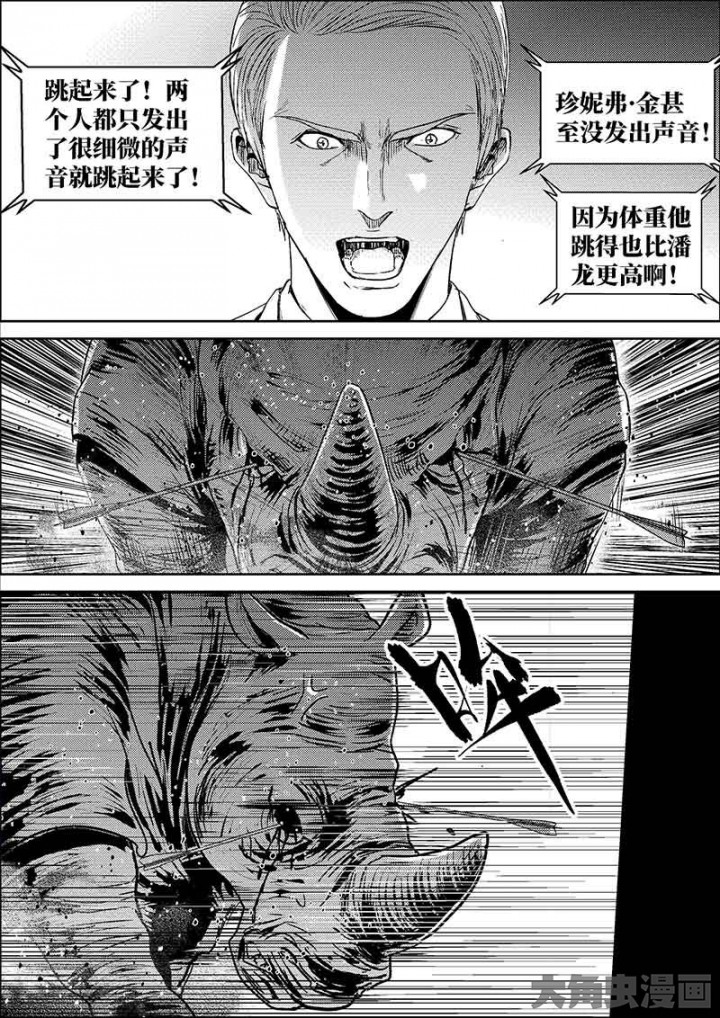 跳起来了！两
个人都只发出
了很细微的声
音就跳起来了！
珍妮弗·金甚
至没发出声音！
因为体重他
跳得也比潘
龙更高啊！
大角虫漫画